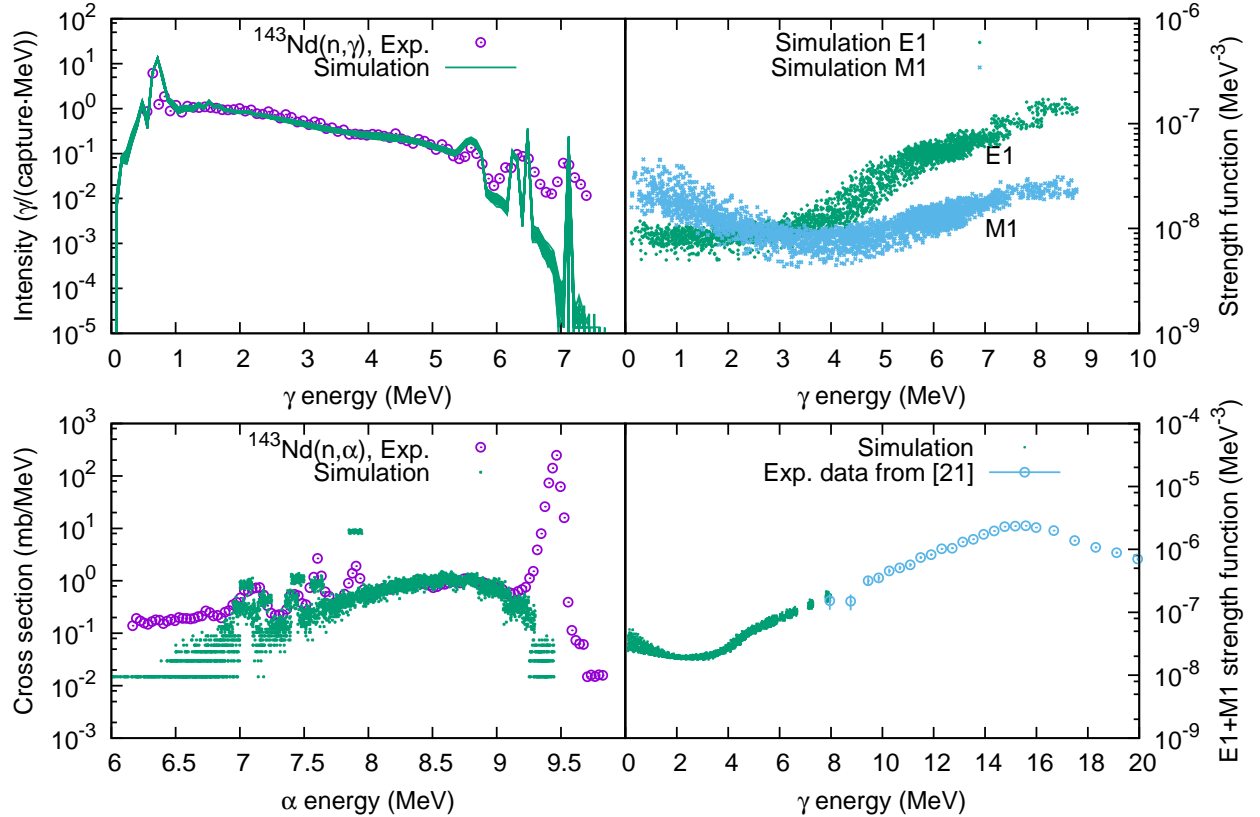 10^2
10^1
10^0
10^-1
10^-2
10^-3
10^-4
10^-5
Intensity (γ/(capture·MeV))
^143Nd(n,γ), Exp.
Simulation
0 1 2 3 4 5 6 7
γ energy (MeV)
Simulation E1
Simulation M1
E1
M1
10^-6
10^-7
10^-8
10^-9
Strength function (MeV^-3)
0 1 2 3 4 5 6 7 8 9 10
γ energy (MeV)
10^3
10^2
10^1
10^0
10^-1
10^-2
10^-3
Cross section (mb/MeV)
^143Nd(n,α), Exp.
Simulation
6 6.5 7 7.5 8 8.5 9 9.5
α energy (MeV)
Simulation
Exp. data from [21]
10^-4
10^-5
10^-6
10^-7
10^-8
10^-9
E1+M1 strength function (MeV^-3)
0 2 4 6 8 10 12 14 16 18 20
γ energy (MeV)